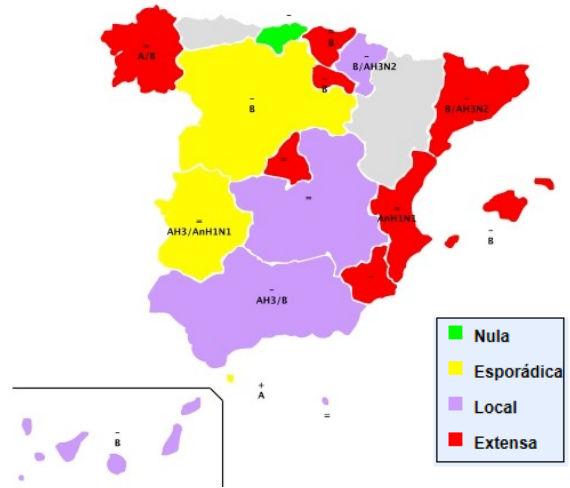 –
=
A/B
=
B
–
B/AH3N2
–
B
–
B
–
B/AH3N2
=
=
=
AH3/AnH1N1
=
AnH1N1
–
B
–
–
AH3/B
+
A
=
–
B
Nula
Esporádica
Local
Extensa